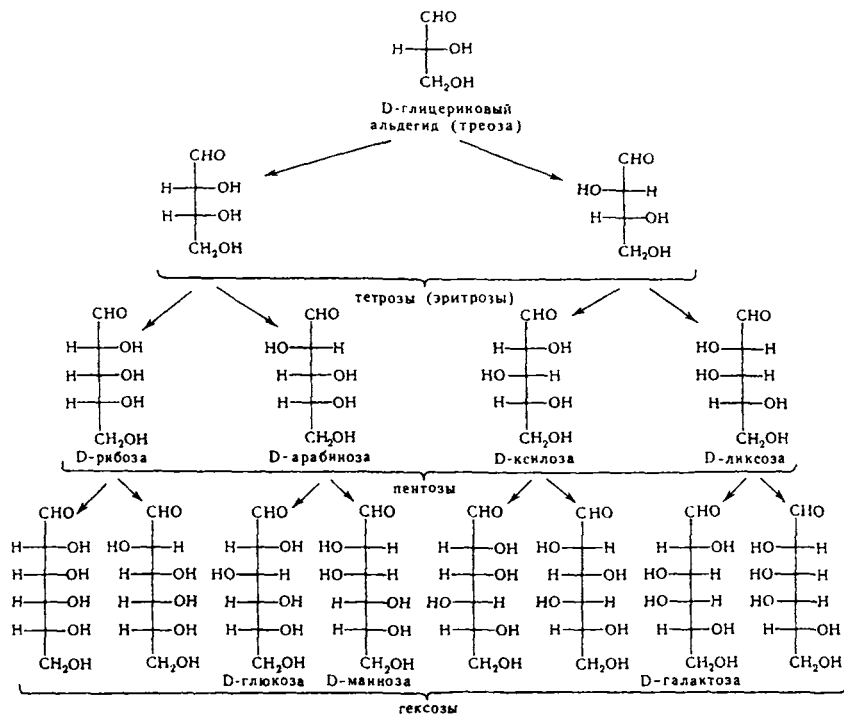 CHO
H OH
CH₂OH
D-глицериковый
альдегид (треоза)
CHO CHO
H OH HO H
H OH H OH
CH₂OH CH₂OH
тетрозы (эритрозы)
CHO CHO CHO CHO
H OH HO H H OH HO H
H OH H OH HO H HO H
H OH H OH H OH H OH
CH₂OH CH₂OH CH₂OH CH₂OH
D-рибоза D-арабиноза D-ксилоза D-ликсоза
пентозы
CHO CHO CHO CHO CHO CHO CHO CHO
H OH HO H H OH HO H H OH HO H H OH HO H
H OH H OH HO H HO H H OH H OH HO H HO H
H OH H OH H OH H OH HO H HO H HO H HO H
H OH H OH H OH H OH H OH H OH H OH H OH
CH₂OH CH₂OH CH₂OH CH₂OH CH₂OH CH₂OH CH₂OH CH₂OH
D-глюкоза D-манноза D-галактоза
гексозы